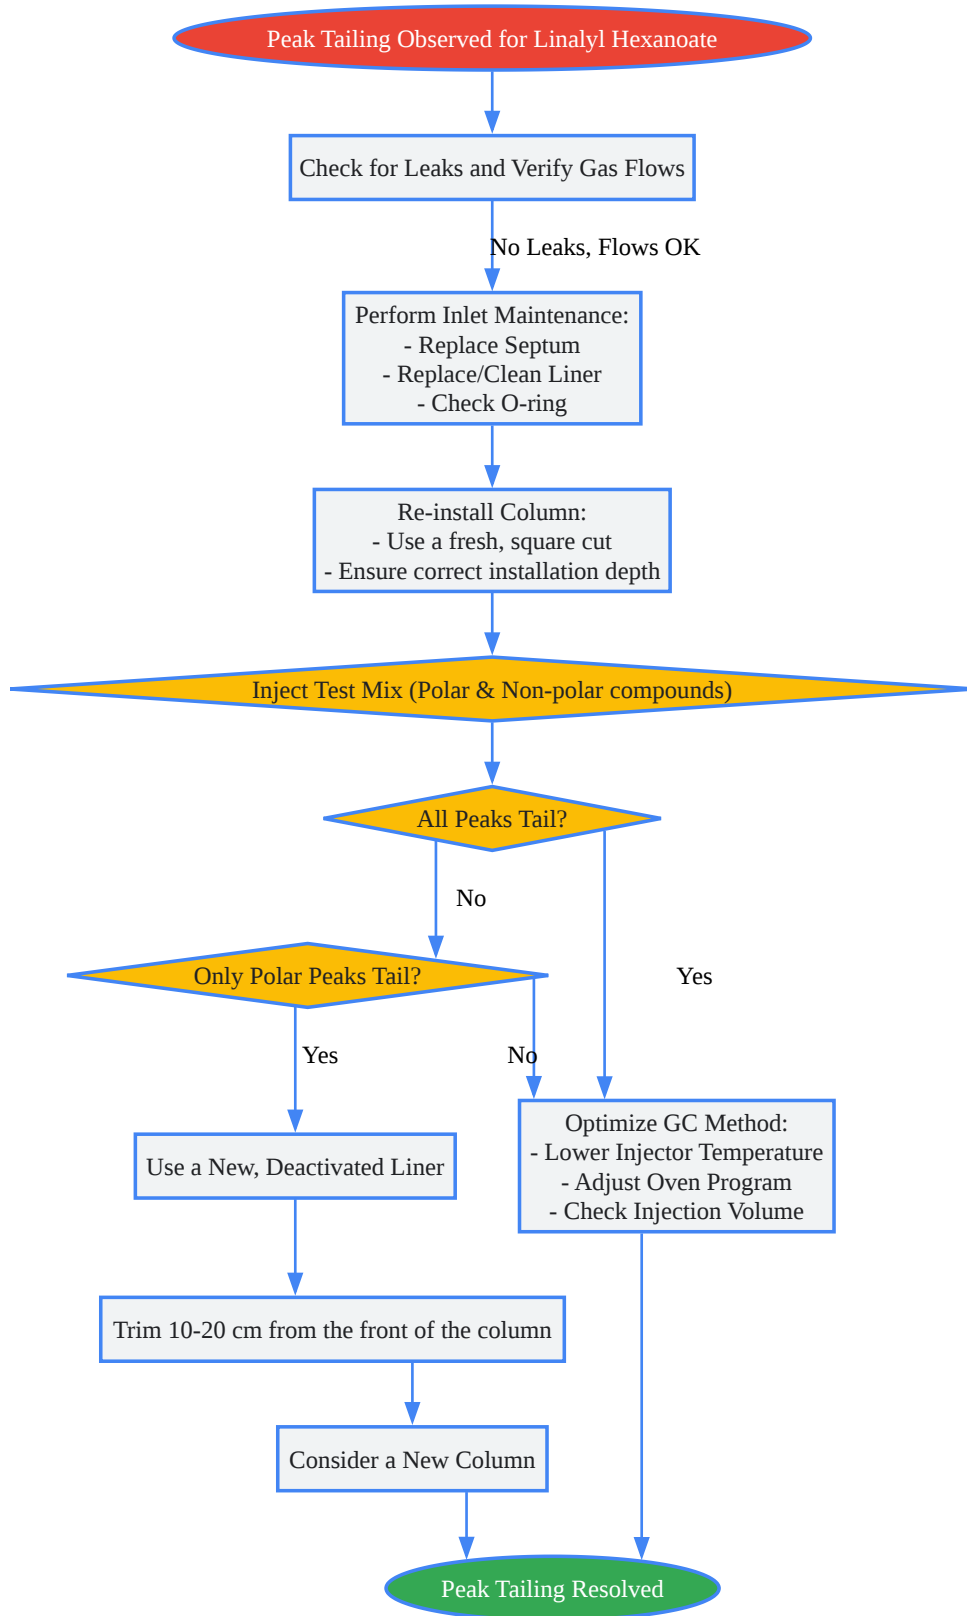 Peak Tailing Observed for Linalyl Hexanoate
Check for Leaks and Verify Gas Flows
No Leaks, Flows OK
Perform Inlet Maintenance:
- Replace Septum
- Replace/Clean Liner
- Check O-ring
Re-install Column:
- Use a fresh, square cut
- Ensure correct installation depth
Inject Test Mix (Polar & Non-polar compounds)
All Peaks Tail?
No
Only Polar Peaks Tail?
Yes
Yes
No
Optimize GC Method:
- Lower Injector Temperature
- Adjust Oven Program
- Check Injection Volume
Use a New, Deactivated Liner
Trim 10-20 cm from the front of the column
Consider a New Column
Peak Tailing Resolved